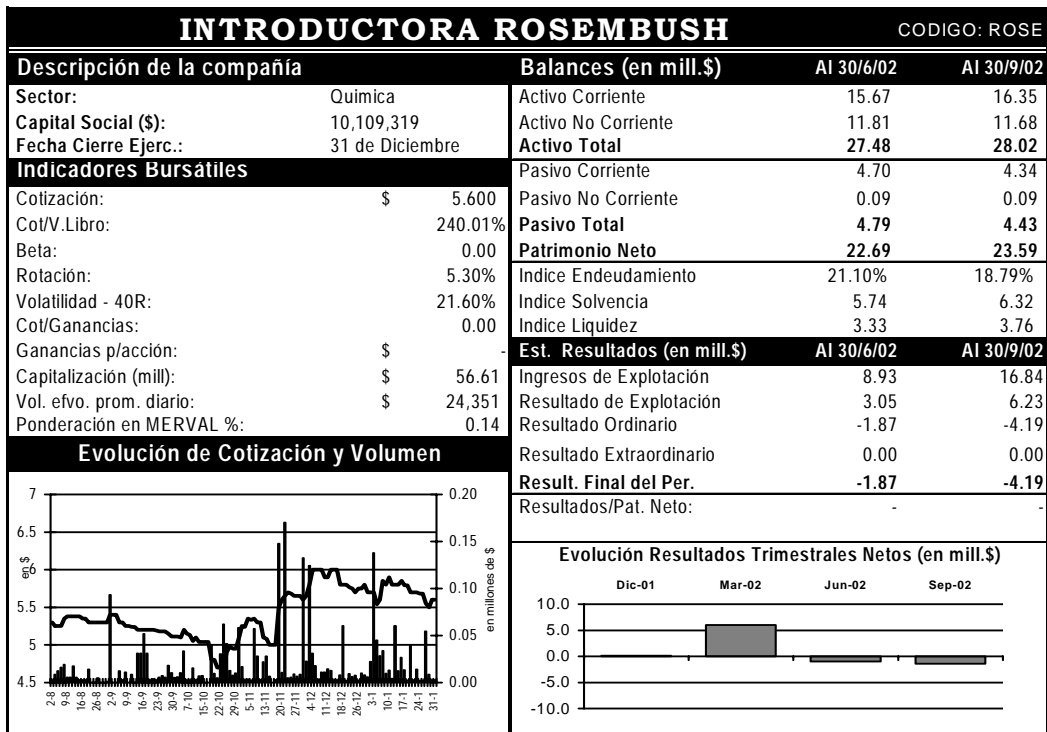 INTRODUCTORA ROSEMBUSH CODIGO: ROSE
Descripción de la compañía
Sector: Quimica
Capital Social ($): 10,109,319
Fecha Cierre Ejerc.: 31 de Diciembre
Indicadores Bursátiles
Cotización: $ 5.600
Cot/V.Libro: 240.01%
Beta: 0.00
Rotación: 5.30%
Volatilidad - 40R: 21.60%
Cot/Ganancias: 0.00
Ganancias p/acción: $ -
Capitalización (mill): $ 56.61
Vol. efvo. prom. diario: $ 24,351
Ponderación en MERVAL %: 0.14
Evolución de Cotización y Volumen
7
6.5
6
5.5
5
4.5
en $
0.20
0.15
0.10
0.05
0.00
en millones de $
2-8 9-8 16-8 26-8 2-9 9-9 16-9 23-9 30-9 7-10 15-10 22-10 29-10 5-11 13-11 20-11 27-11 4-12 11-12 18-12 26-12 3-1 10-1 17-1 24-1 31-1
Balances (en mill.$) Al 30/6/02 Al 30/9/02
Activo Corriente 15.67 16.35
Activo No Corriente 11.81 11.68
Activo Total 27.48 28.02
Pasivo Corriente 4.70 4.34
Pasivo No Corriente 0.09 0.09
Pasivo Total 4.79 4.43
Patrimonio Neto 22.69 23.59
Indice Endeudamiento 21.10% 18.79%
Indice Solvencia 5.74 6.32
Indice Liquidez 3.33 3.76
Est. Resultados (en mill.$) Al 30/6/02 Al 30/9/02
Ingresos de Explotación 8.93 16.84
Resultado de Explotación 3.05 6.23
Resultado Ordinario -1.87 -4.19
Resultado Extraordinario 0.00 0.00
Result. Final del Per. -1.87 -4.19
Resultados/Pat. Neto: - -
Evolución Resultados Trimestrales Netos (en mill.$)
Dic-01 Mar-02 Jun-02 Sep-02
10.0
5.0
0.0
-5.0
-10.0